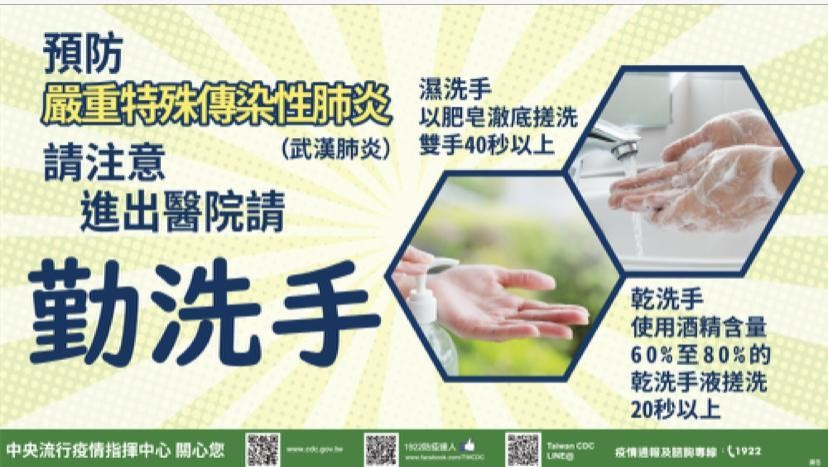 預防
嚴重特殊傳染性肺炎
(武漢肺炎)
請注意
進出醫院請
勤洗手
濕洗手
以肥皂澈底搓洗
雙手40秒以上
乾洗手
使用酒精含量
60%至80%的
乾洗手液搓洗
20秒以上
中央流行疫情指揮中心 關心您
www.cdc.gov.tw
1922防疫達人
www.facebook.com/TWCDC
Taiwan CDC
LINE@
疫情通報及諮詢專線：1922
廣告